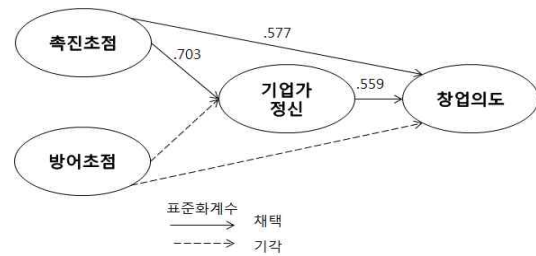 .577
촉진초점
.703
기업가
정신
.559
창업의도
방어초점
표준화계수
채택
기각